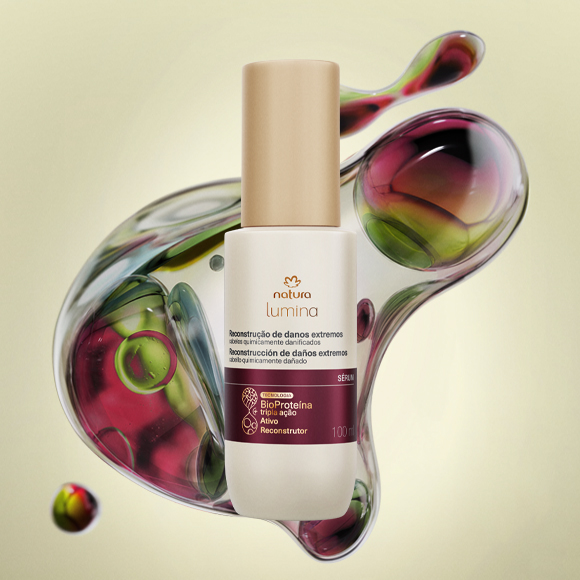 natura
lumina
Reconstrução de danos extremos
cabelos quimicamente danificados
Reconstrucción de daños extremos
cabello quimicamente dañado
SÉRUM
TECNOLOGIA
BioProteína
tripla ação
&
Ativo
Reconstrutor
100 ml